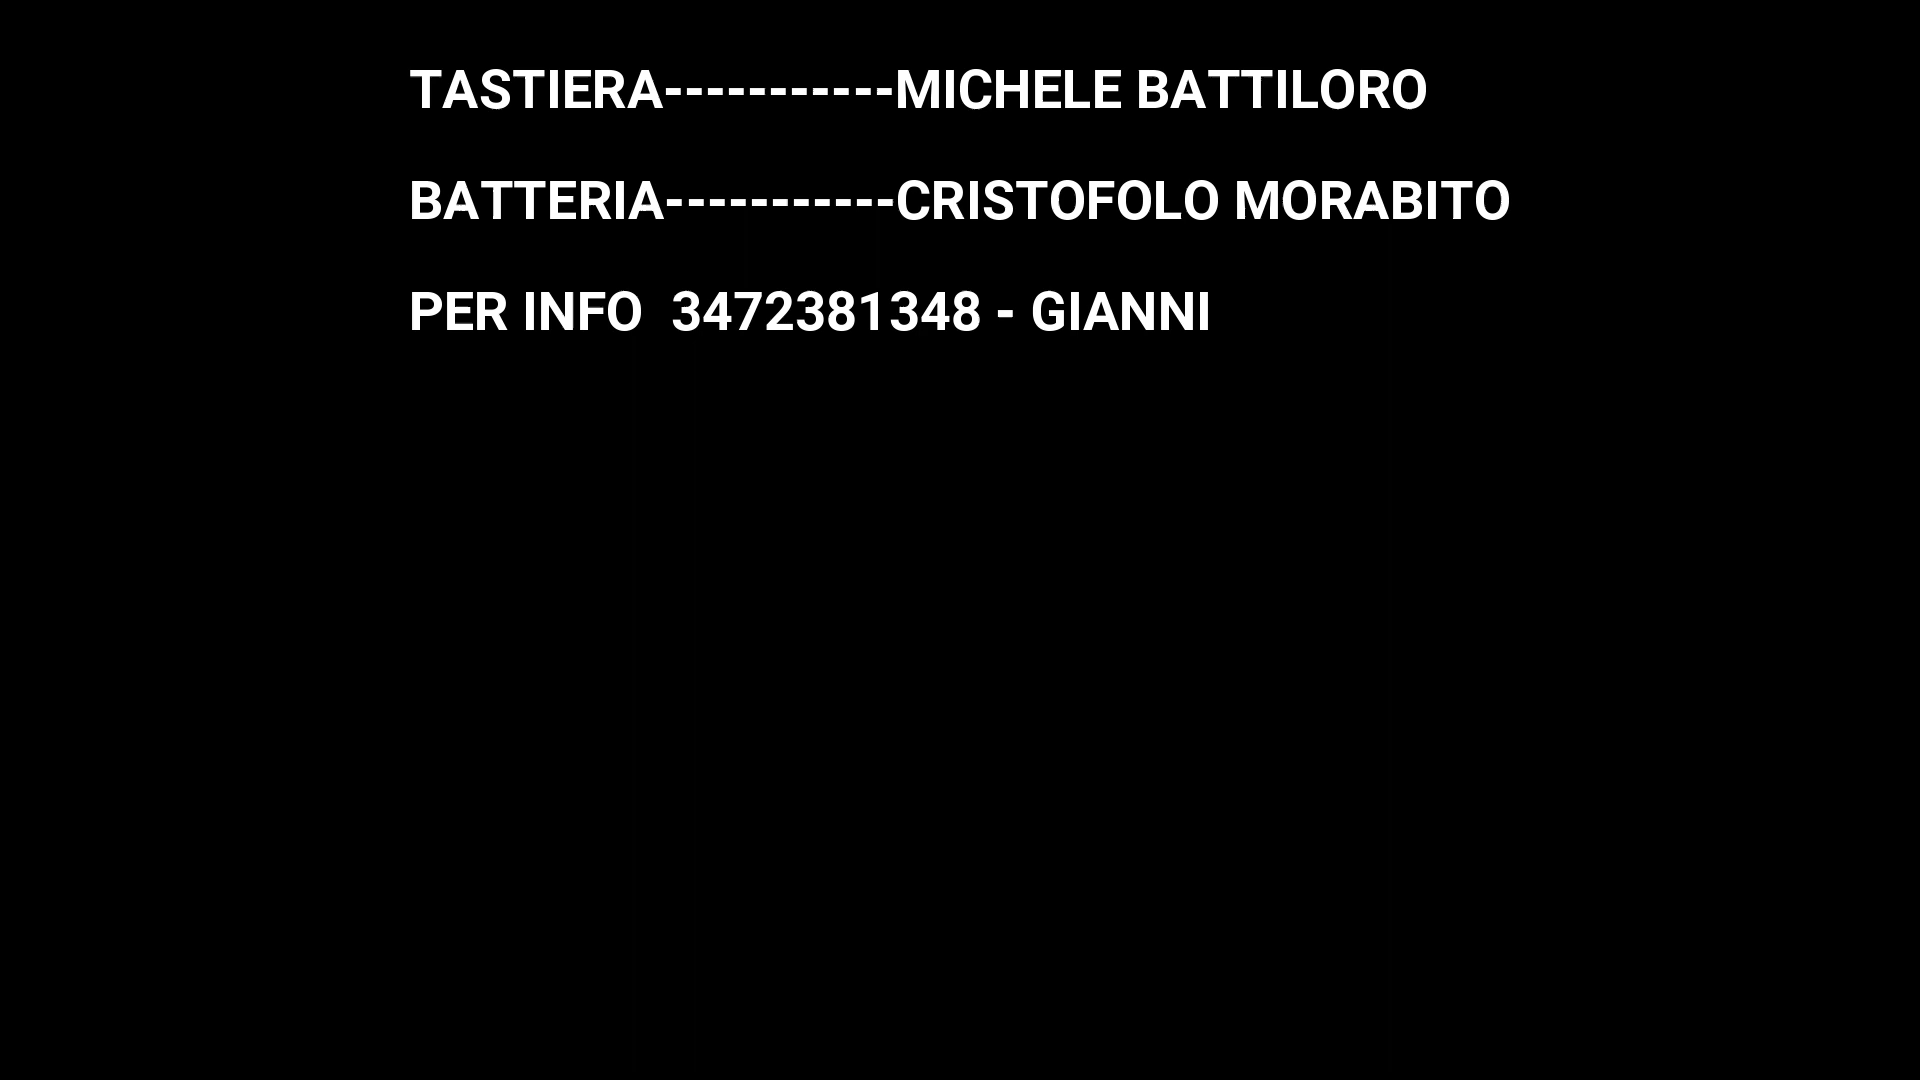 TASTIERA-----------MICHELE BATTILORO
BATTERIA-----------CRISTOFOLO MORABITO
PER INFO  3472381348 - GIANNI